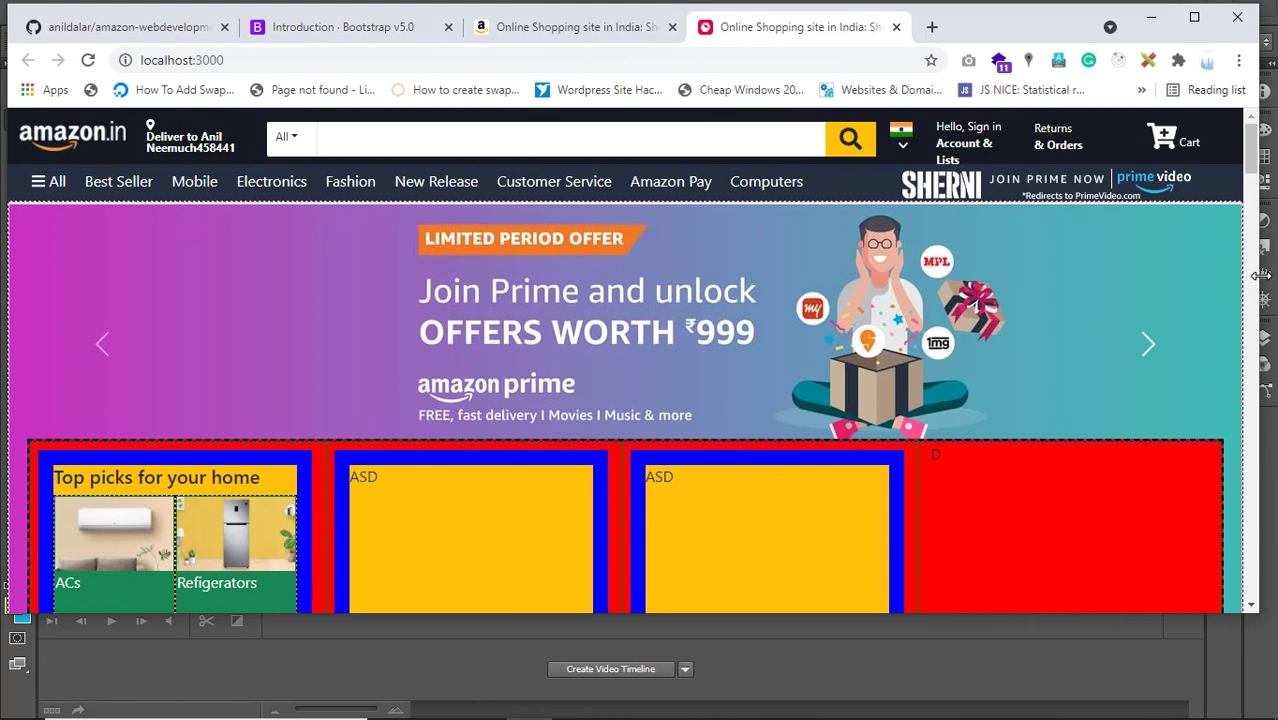 anildalar/amazon-webdevelopme
Introduction · Bootstrap v5.0
Online Shopping site in India: Sh
Online Shopping site in India: Sh
localhost:3000
11
Apps
How To Add Swap...
Page not found - Li...
How to create swap...
Wordpress Site Hac...
Cheap Windows 20...
Websites & Domai...
JS NICE: Statistical r...
»
Reading list
amazon.in
Deliver to Anil
Neemuch458441
All
Hello, Sign in
Account &
Lists
Returns
& Orders
Cart
All
Best Seller
Mobile
Electronics
Fashion
New Release
Customer Service
Amazon Pay
Computers
SHERNI
JOIN PRIME NOW
prime video
*Redirects to PrimeVideo.com
LIMITED PERIOD OFFER
Join Prime and unlock
OFFERS WORTH ₹999
amazon prime
FREE, fast delivery I Movies I Music & more
MPL
my
1mg
Top picks for your home
ASD
ASD
D
ACs
Refigerators
Create Video Timeline